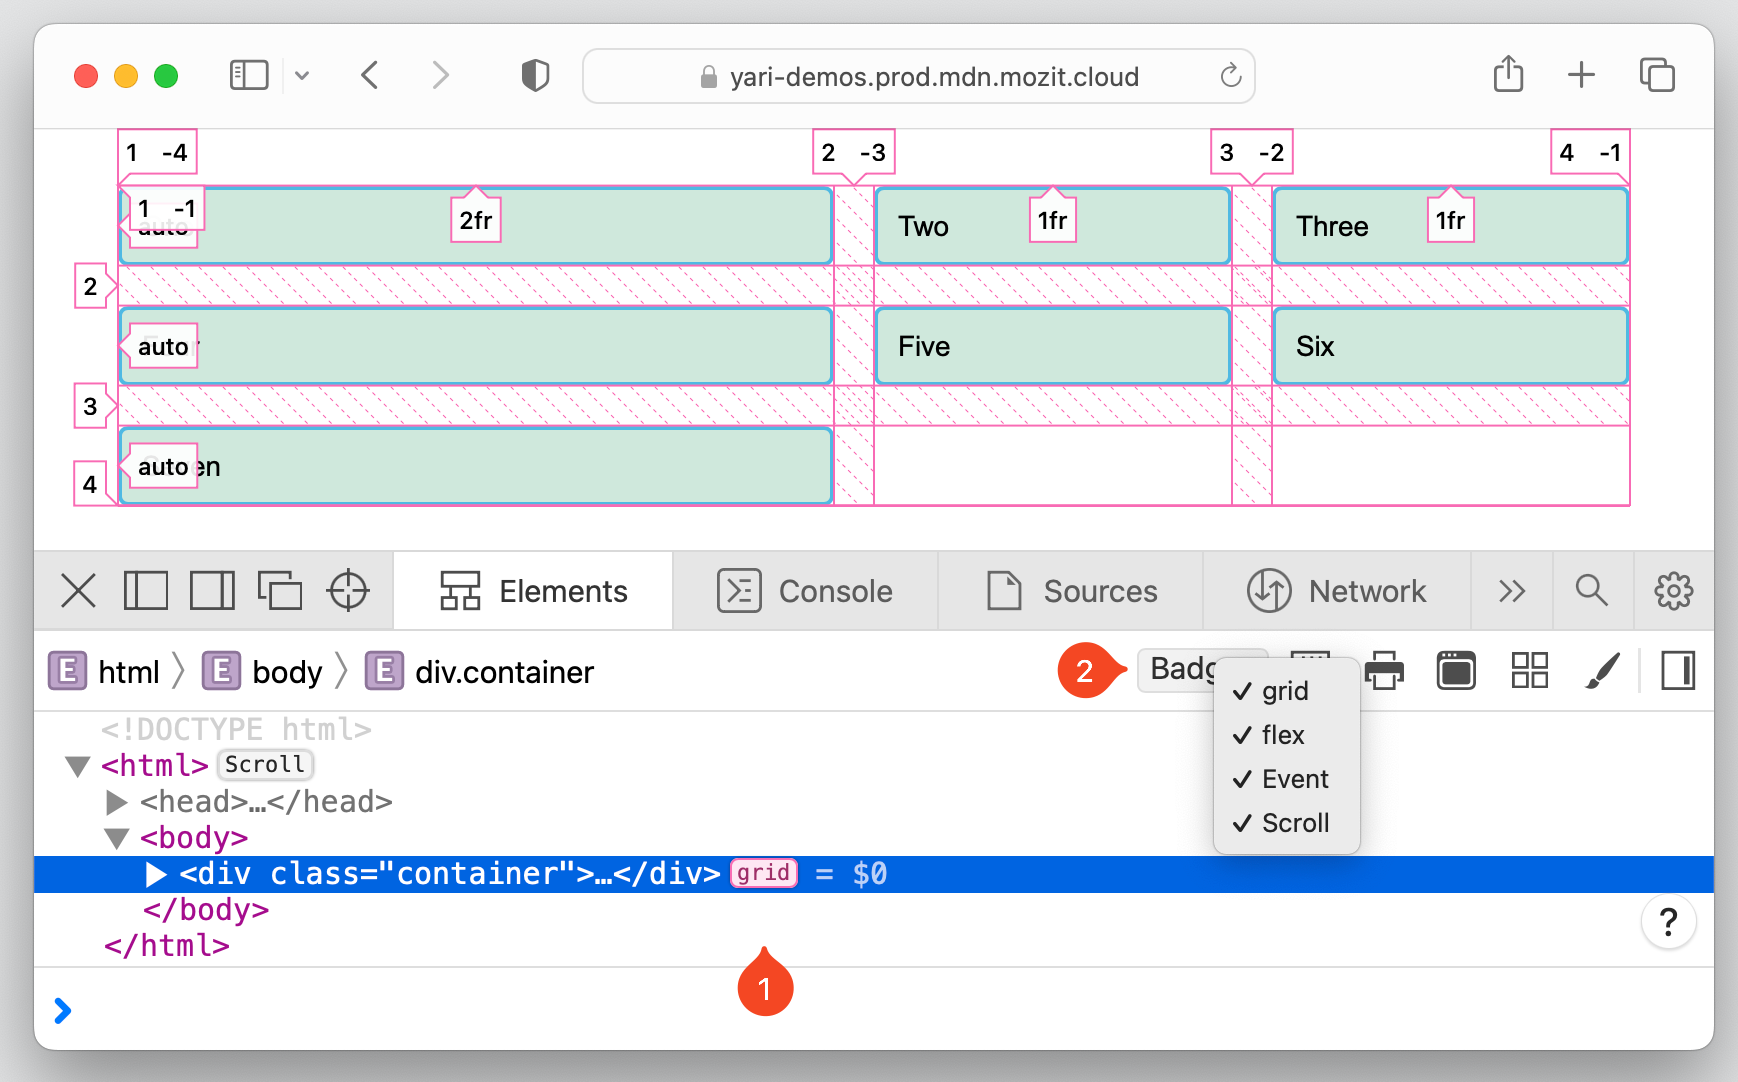 yari-demos.prod.mdn.mozit.cloud
1 -4
2 -3
3 -2
4 -1
1 -1
auto
2fr
Two
1fr
Three
1fr
2
auto
Five
Six
3
auto
4
Elements
Console
Sources
Network
E html
E body
E div.container
2
✓ grid
✓ flex
✓ Event
✓ Scroll
<!DOCTYPE html>
<html> Scroll
<head>…</head>
<body>
<div class="container">…</div> grid = $0
</body>
</html>
?
1